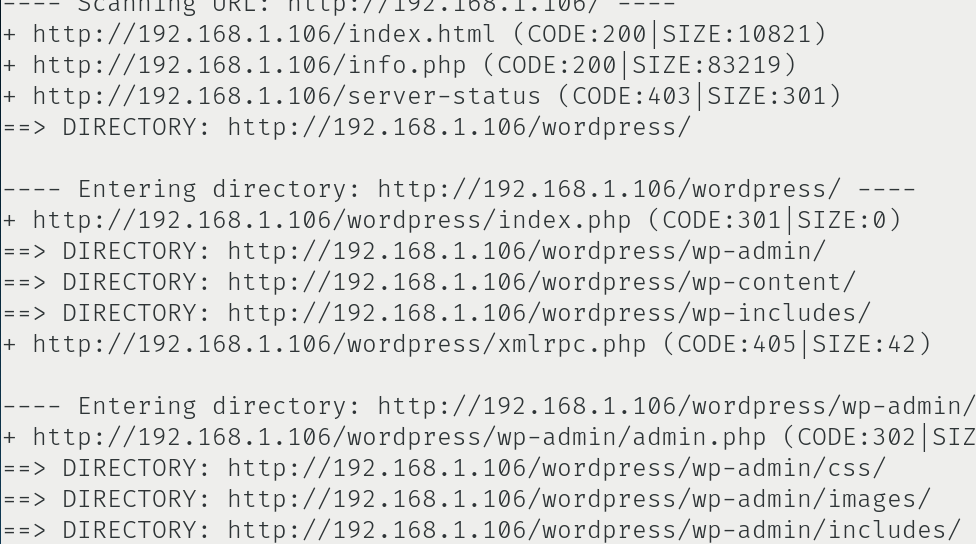 ---- Scanning URL: http://192.168.1.106/ ----
+ http://192.168.1.106/index.html (CODE:200|SIZE:10821)
+ http://192.168.1.106/info.php (CODE:200|SIZE:83219)
+ http://192.168.1.106/server-status (CODE:403|SIZE:301)
==> DIRECTORY: http://192.168.1.106/wordpress/
---- Entering directory: http://192.168.1.106/wordpress/ ----
+ http://192.168.1.106/wordpress/index.php (CODE:301|SIZE:0)
==> DIRECTORY: http://192.168.1.106/wordpress/wp-admin/
==> DIRECTORY: http://192.168.1.106/wordpress/wp-content/
==> DIRECTORY: http://192.168.1.106/wordpress/wp-includes/
+ http://192.168.1.106/wordpress/xmlrpc.php (CODE:405|SIZE:42)
---- Entering directory: http://192.168.1.106/wordpress/wp-admin/
+ http://192.168.1.106/wordpress/wp-admin/admin.php (CODE:302|SIZ
==> DIRECTORY: http://192.168.1.106/wordpress/wp-admin/css/
==> DIRECTORY: http://192.168.1.106/wordpress/wp-admin/images/
==> DIRECTORY: http://192.168.1.106/wordpress/wp-admin/includes/